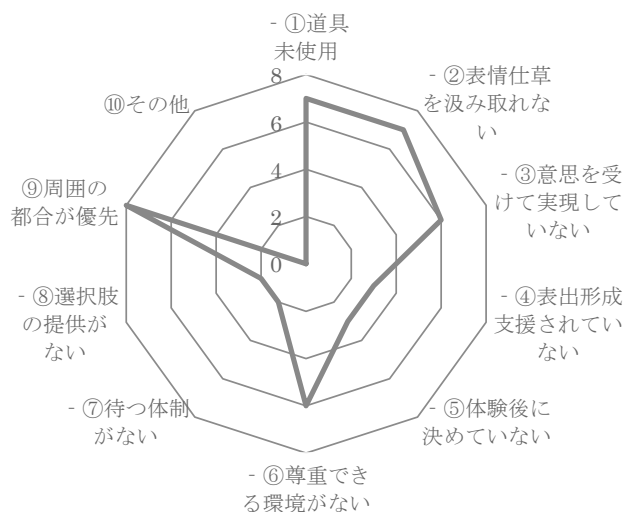 - ①道具
未使用
- ②表情仕草
を汲み取れな
い
- ③意思を受
けて実現して
いない
- ④表出形成
支援されてい
ない
- ⑤体験後に
決めていない
- ⑥尊重でき
る環境がない
- ⑦待つ体制
がない
- ⑧選択肢
の提供が
ない
⑨周囲の
都合が優先
⑩その他
8
6
4
2
0